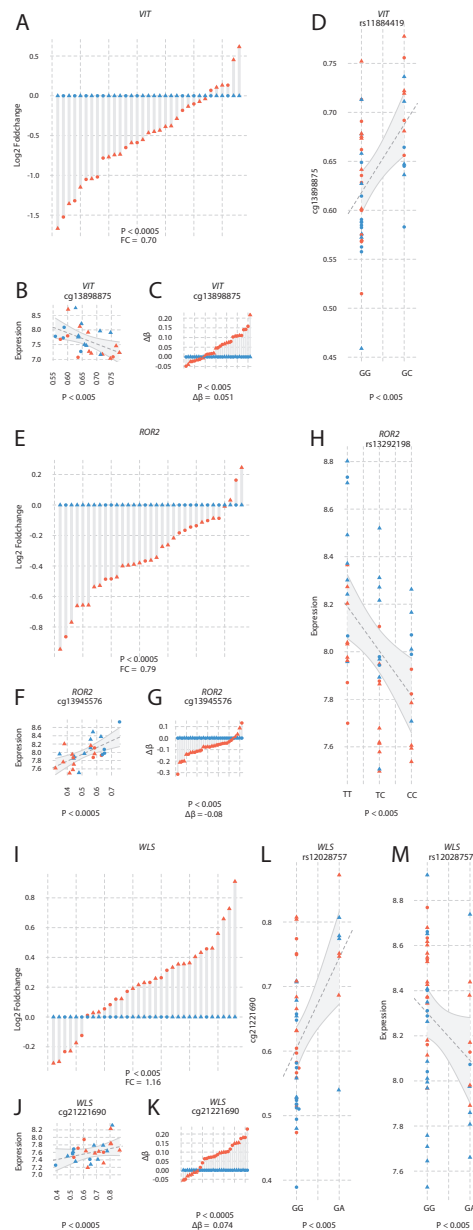 A
VIT
Log2 Foldchange
0.5
0.0
-0.5
-1.0
-1.5
P < 0.0005
FC = 0.70
D
VIT
rs11884419
cg13898875
0.75
0.70
0.65
0.60
0.55
0.50
0.45
GG GC
P < 0.005
B
VIT
cg13898875
Expression
8.5
8.0
7.5
7.0
0.55 0.60 0.65 0.70 0.75
P < 0.005
C
VIT
cg13898875
Δβ
0.20
0.15
0.10
0.05
0.00
-0.05
P < 0.005
Δβ = 0.051
E
ROR2
Log2 Foldchange
0.2
0.0
-0.2
-0.4
-0.6
-0.8
P < 0.0005
FC = 0.79
H
ROR2
rs13292198
Expression
8.8
8.6
8.4
8.2
8.0
7.8
7.6
TT TC CC
P < 0.005
F
ROR2
cg13945576
Expression
8.6
8.4
8.2
8.0
7.8
7.6
0.4 0.5 0.6 0.7
P < 0.0005
G
ROR2
cg13945576
Δβ
0.1
0.0
-0.1
-0.2
-0.3
P < 0.005
Δβ = -0.08
I
WLS
Log2 Foldchange
0.8
0.6
0.4
0.2
0.0
-0.2
P < 0.005
FC = 1.16
L
WLS
rs12028757
cg21221690
0.8
0.7
0.6
0.5
0.4
GG GA
P < 0.005
M
WLS
rs12028757
Expression
8.8
8.6
8.4
8.2
8.0
7.8
7.6
GG GA
J
WLS
cg21221690
Expression
8.2
8.0
7.8
7.6
7.4
7.2
7.0
0.4 0.5 0.6 0.7 0.8
P < 0.05
K
WLS
cg21221690
Δβ
0.20
0.15
0.10
0.05
0.00
-0.05
P < 0.0005
Δβ = 0.074